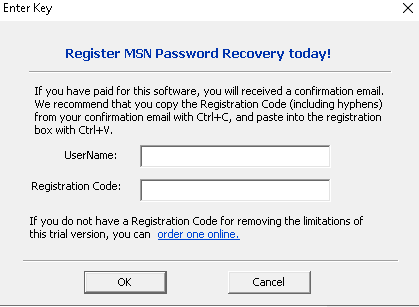 Enter Key
Register MSN Password Recovery today!
If you have paid for this software, you will received a confirmation email.
We recommend that you copy the Registration Code (including hyphens)
from your confirmation email with Ctrl+C, and paste into the registration
box with Ctrl+V.
UserName:
Registration Code:
If you do not have a Registration Code for removing the limitations of
this trial version, you can order one online.
OK Cancel